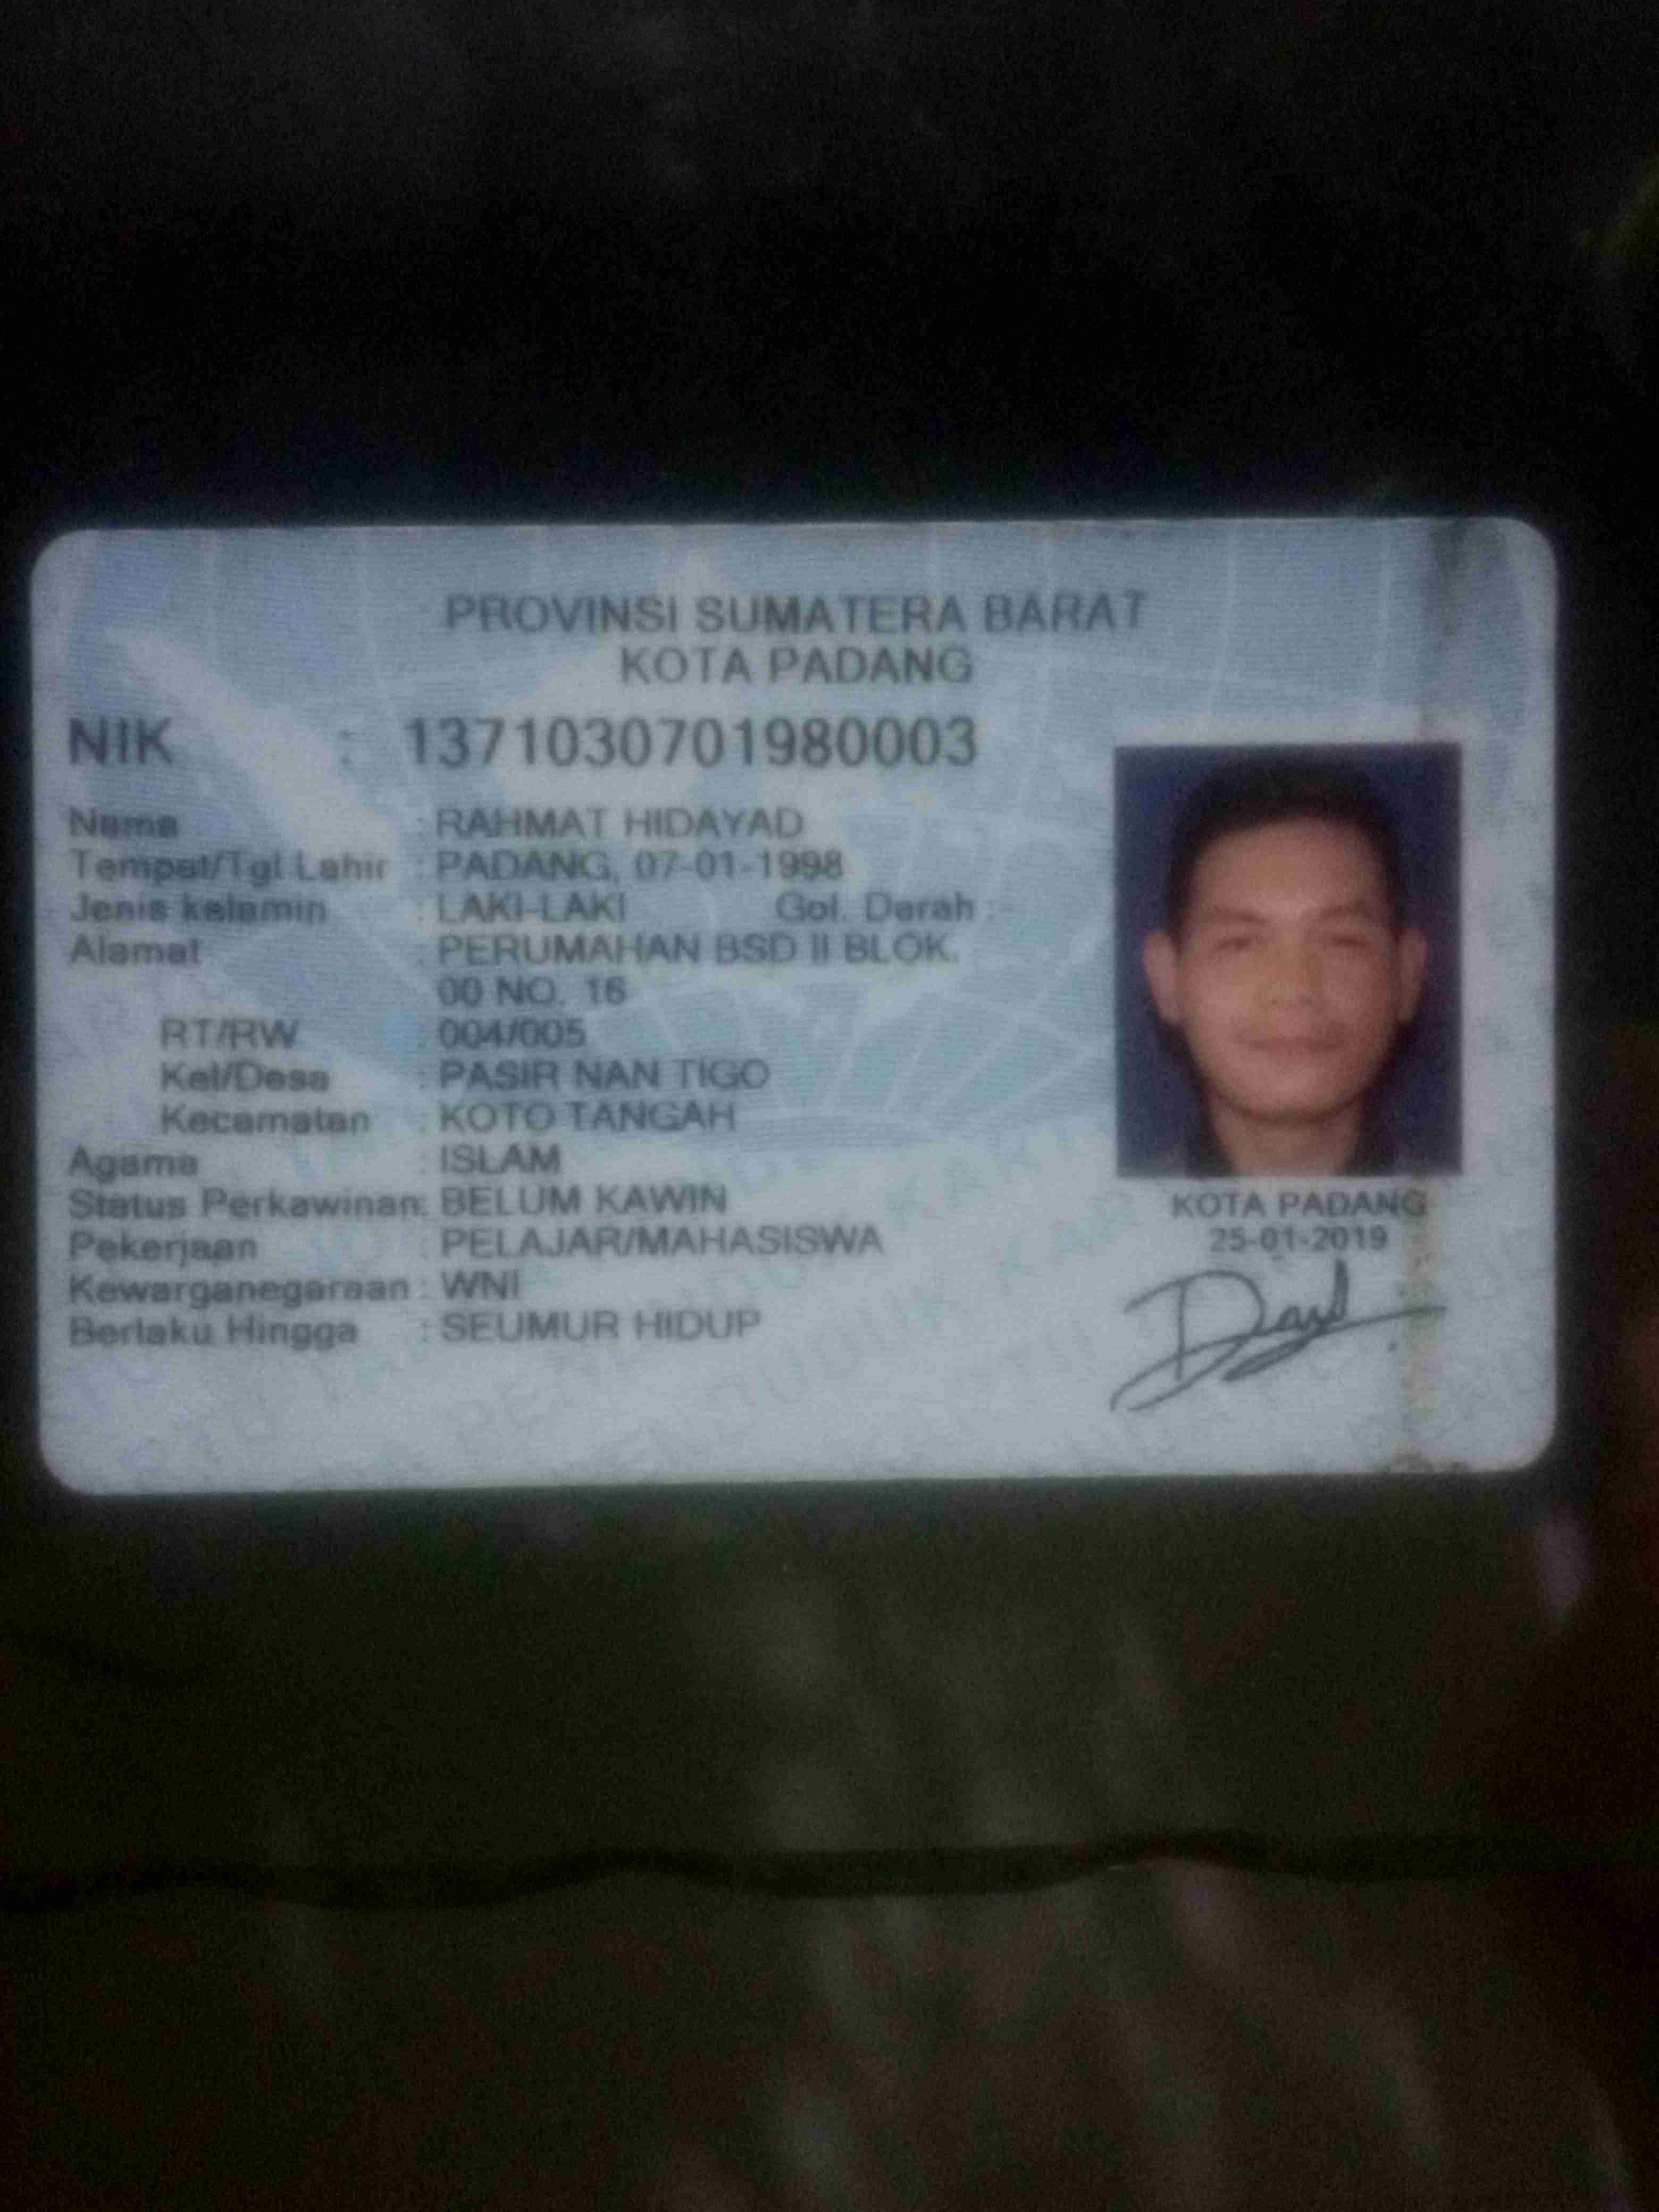 PROVINSI SUMATERA BARAT
KOTA PADANG
NIK : 1371030701980003
Nama : RAHMAT HIDAYAD
Tempat/Tgl Lahir : PADANG, 07-01-1998
Jenis kelamin : LAKI-LAKI Gol. Darah : -
Alamat : PERUMAHAN BSD II BLOK.
00 NO. 16
RT/RW : 004/005
Kel/Desa : PASIR NAN TIGO
Kecamatan : KOTO TANGAH
Agama : ISLAM
Status Perkawinan: BELUM KAWIN
Pekerjaan : PELAJAR/MAHASISWA
Kewarganegaraan : WNI
Berlaku Hingga : SEUMUR HIDUP
KOTA PADANG
25-01-2019